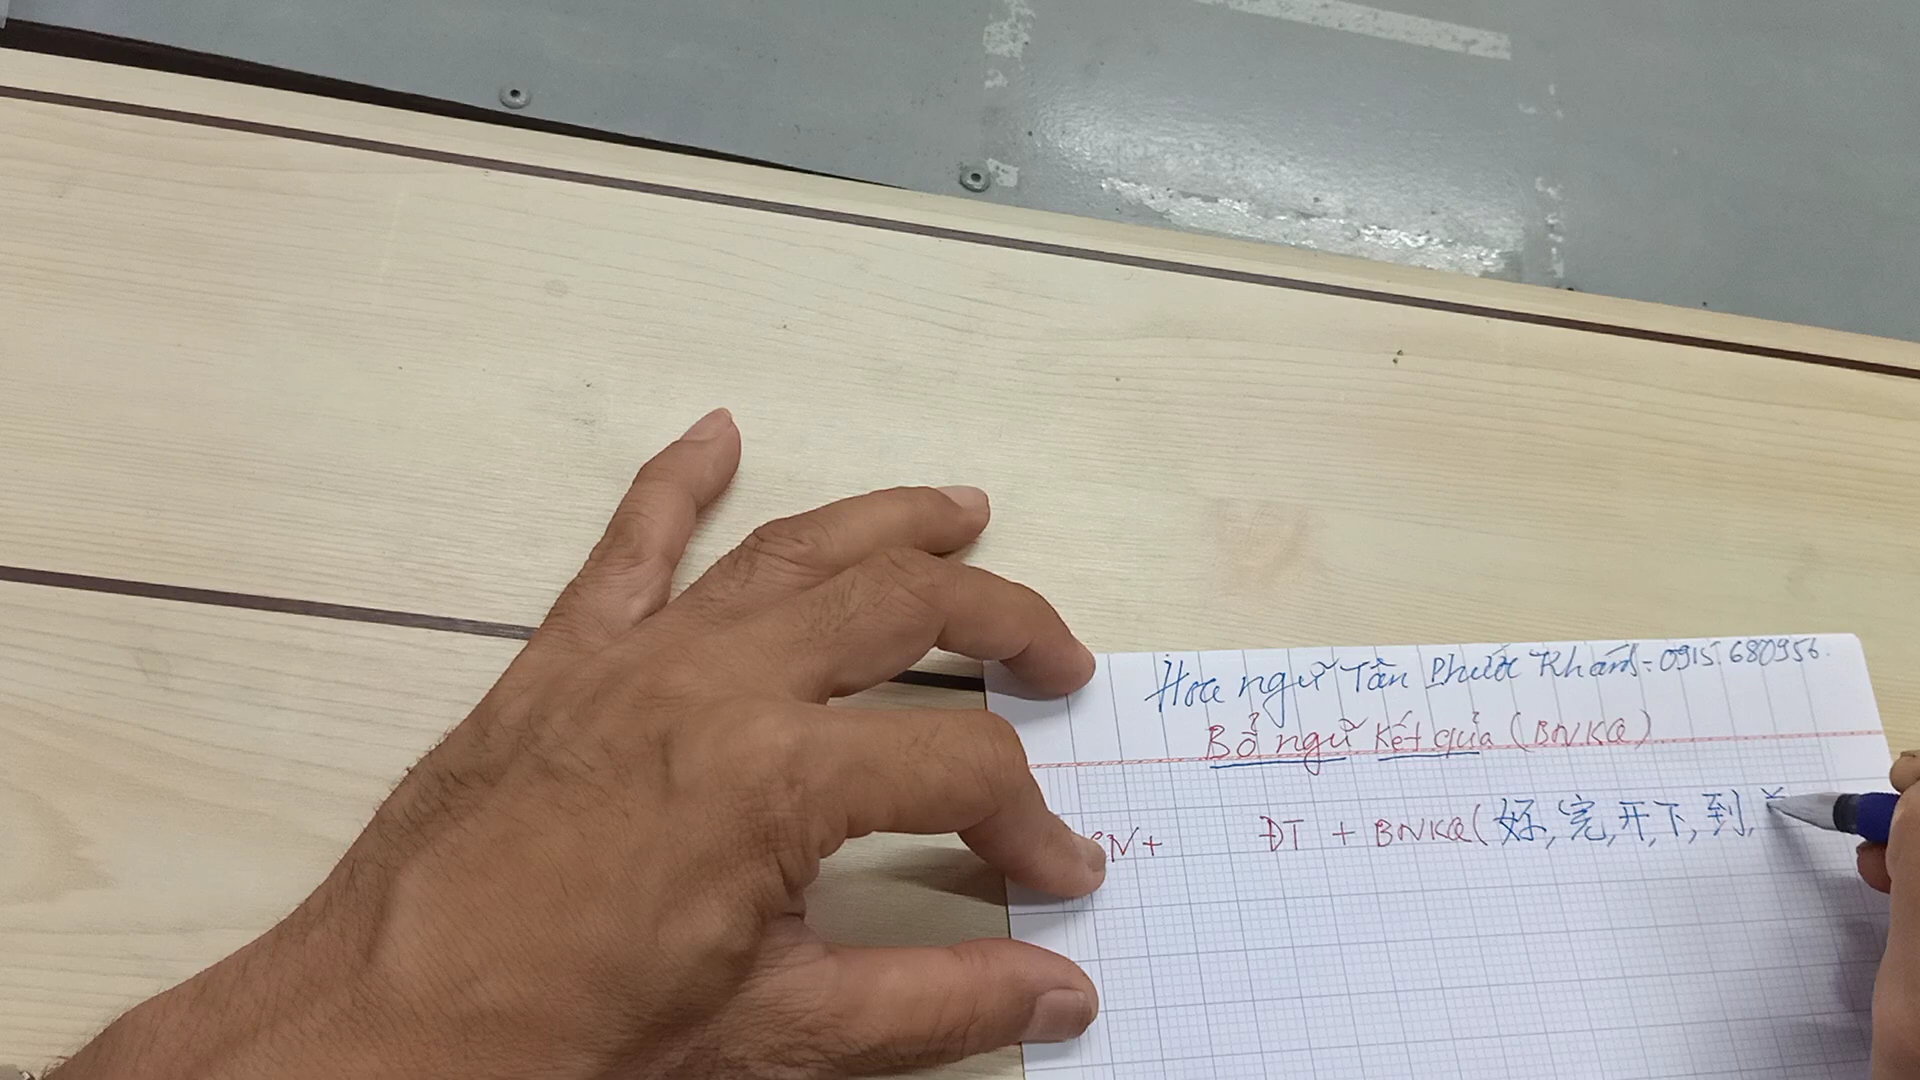 Hoa ngữ Tân Phước Khánh - 0915.680956.
Bổ ngữ kết quả (BNKQ)
CN + ĐT + BNKQ (好, 完, 开, 下, 到,